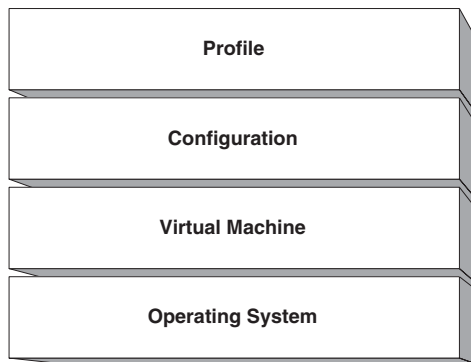 Profile
Configuration
Virtual Machine
Operating System